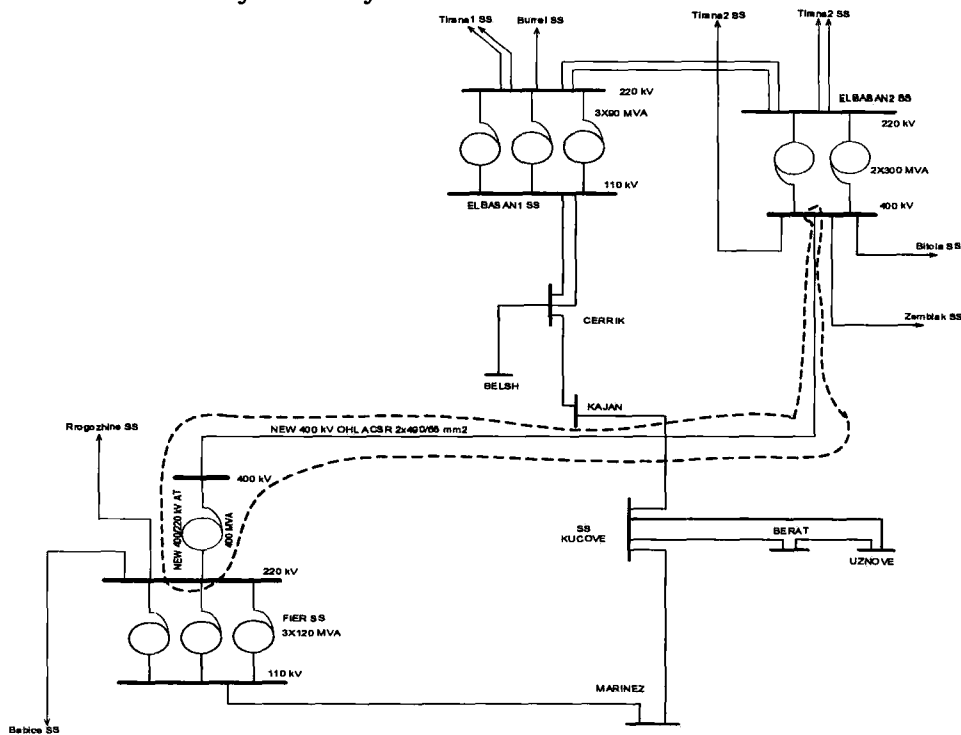 Tirana1 SS
Burrel SS
Tirana2 SS
Tirana2 SS
220 kV
3X90 MVA
110 kV
ELBASAN1 SS
ELBASAN2 SS
220 kV
2X300 MVA
400 kV
Bitola SS
Zemblak SS
CERRIK
BELSH
KAJAN
Rrogozhine SS
NEW 400 kV OHL ACSR 2x490/65 mm2
400 kV
NEW 400/220 kV AT
400 MVA
SS
KUCOVE
BERAT
UZNOVE
220 kV
FIER SS
3X120 MVA
110 kV
MARINEZ
Babice SS